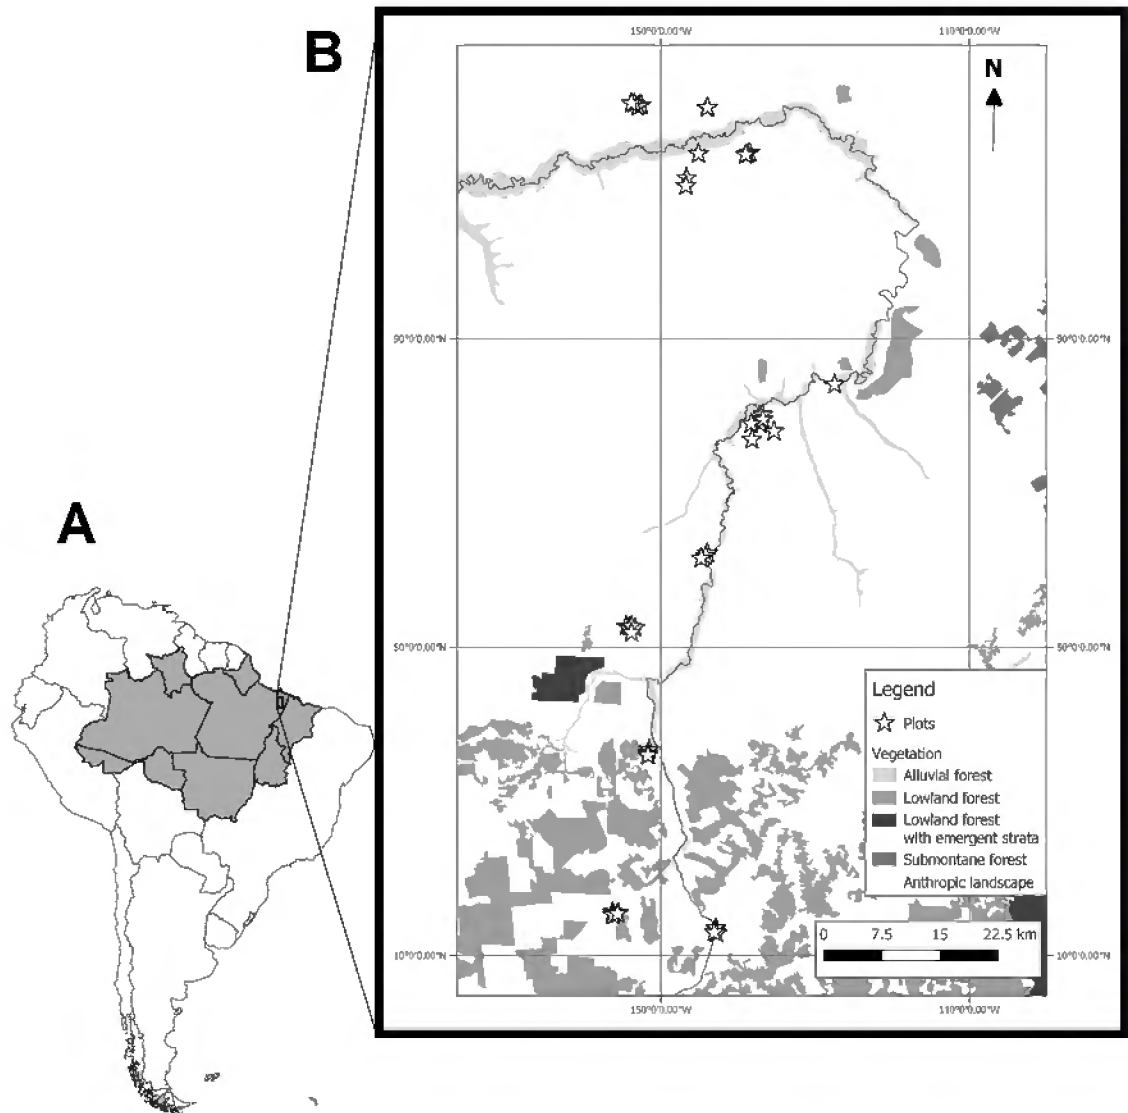 B
150°0'0.00"W
110°0'0.00"W
N
90°0'0.00"N
90°0'0.00"N
A
50°0'0.00"N
50°0'0.00"N
Legend
Plots
Vegetation
Alluvial forest
Lowland forest
Lowland forest
with emergent strata
Submontane forest
Anthropic landscape
0 7.5 15 22.5 km
10°0'0.00"N
10°0'0.00"N
150°0'0.00"W
110°0'0.00"W